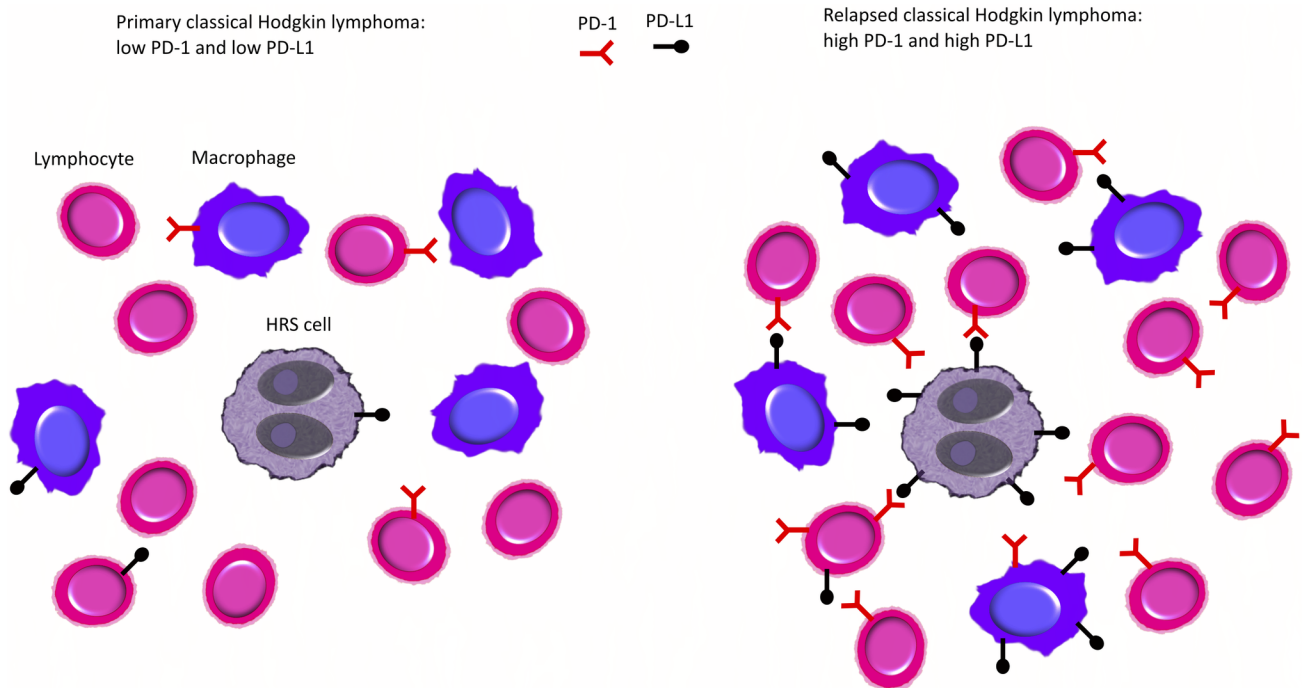 Primary classical Hodgkin lymphoma:
low PD-1 and low PD-L1
PD-1
PD-L1
Relapsed classical Hodgkin lymphoma:
high PD-1 and high PD-L1
Lymphocyte
Macrophage
HRS cell